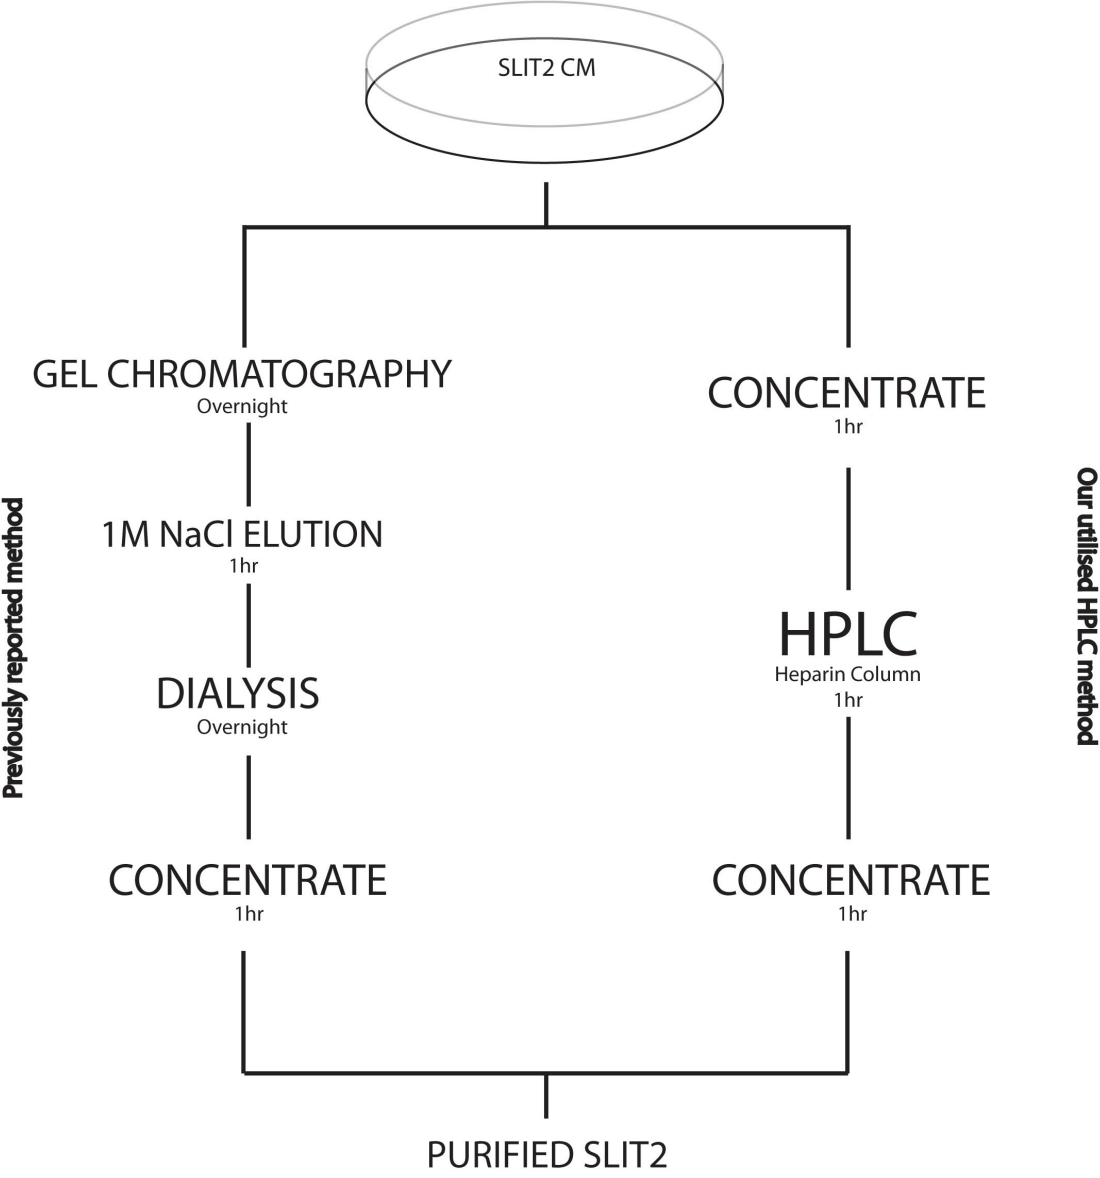 SLIT2 CM
Previously reported method
GEL CHROMATOGRAPHY
Overnight
1M NaCl ELUTION
1hr
DIALYSIS
Overnight
CONCENTRATE
1hr
CONCENTRATE
1hr
HPLC
Heparin Column
1hr
CONCENTRATE
1hr
Our utilised HPLC method
PURIFIED SLIT2